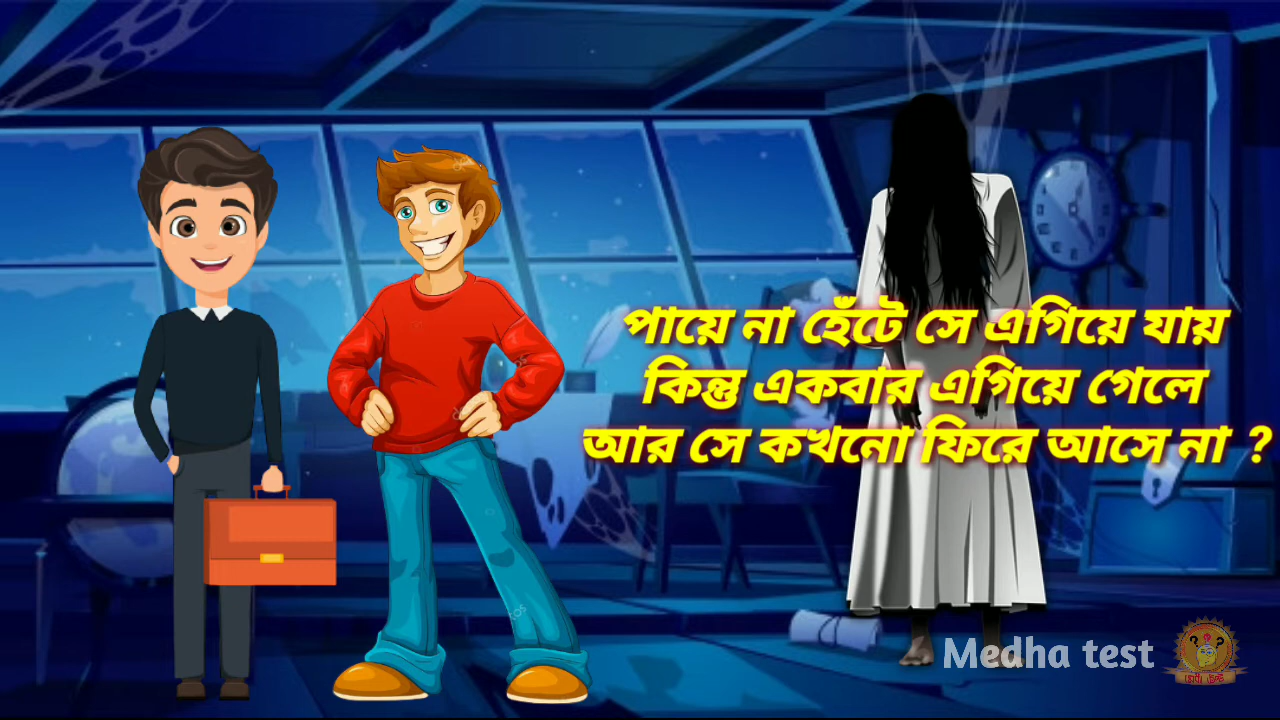 পায়ে না হেঁটে সে এগিয়ে যায়
কিন্তু একবার এগিয়ে গেলে
আর সে কখনো ফিরে আসে না ?
Medha test